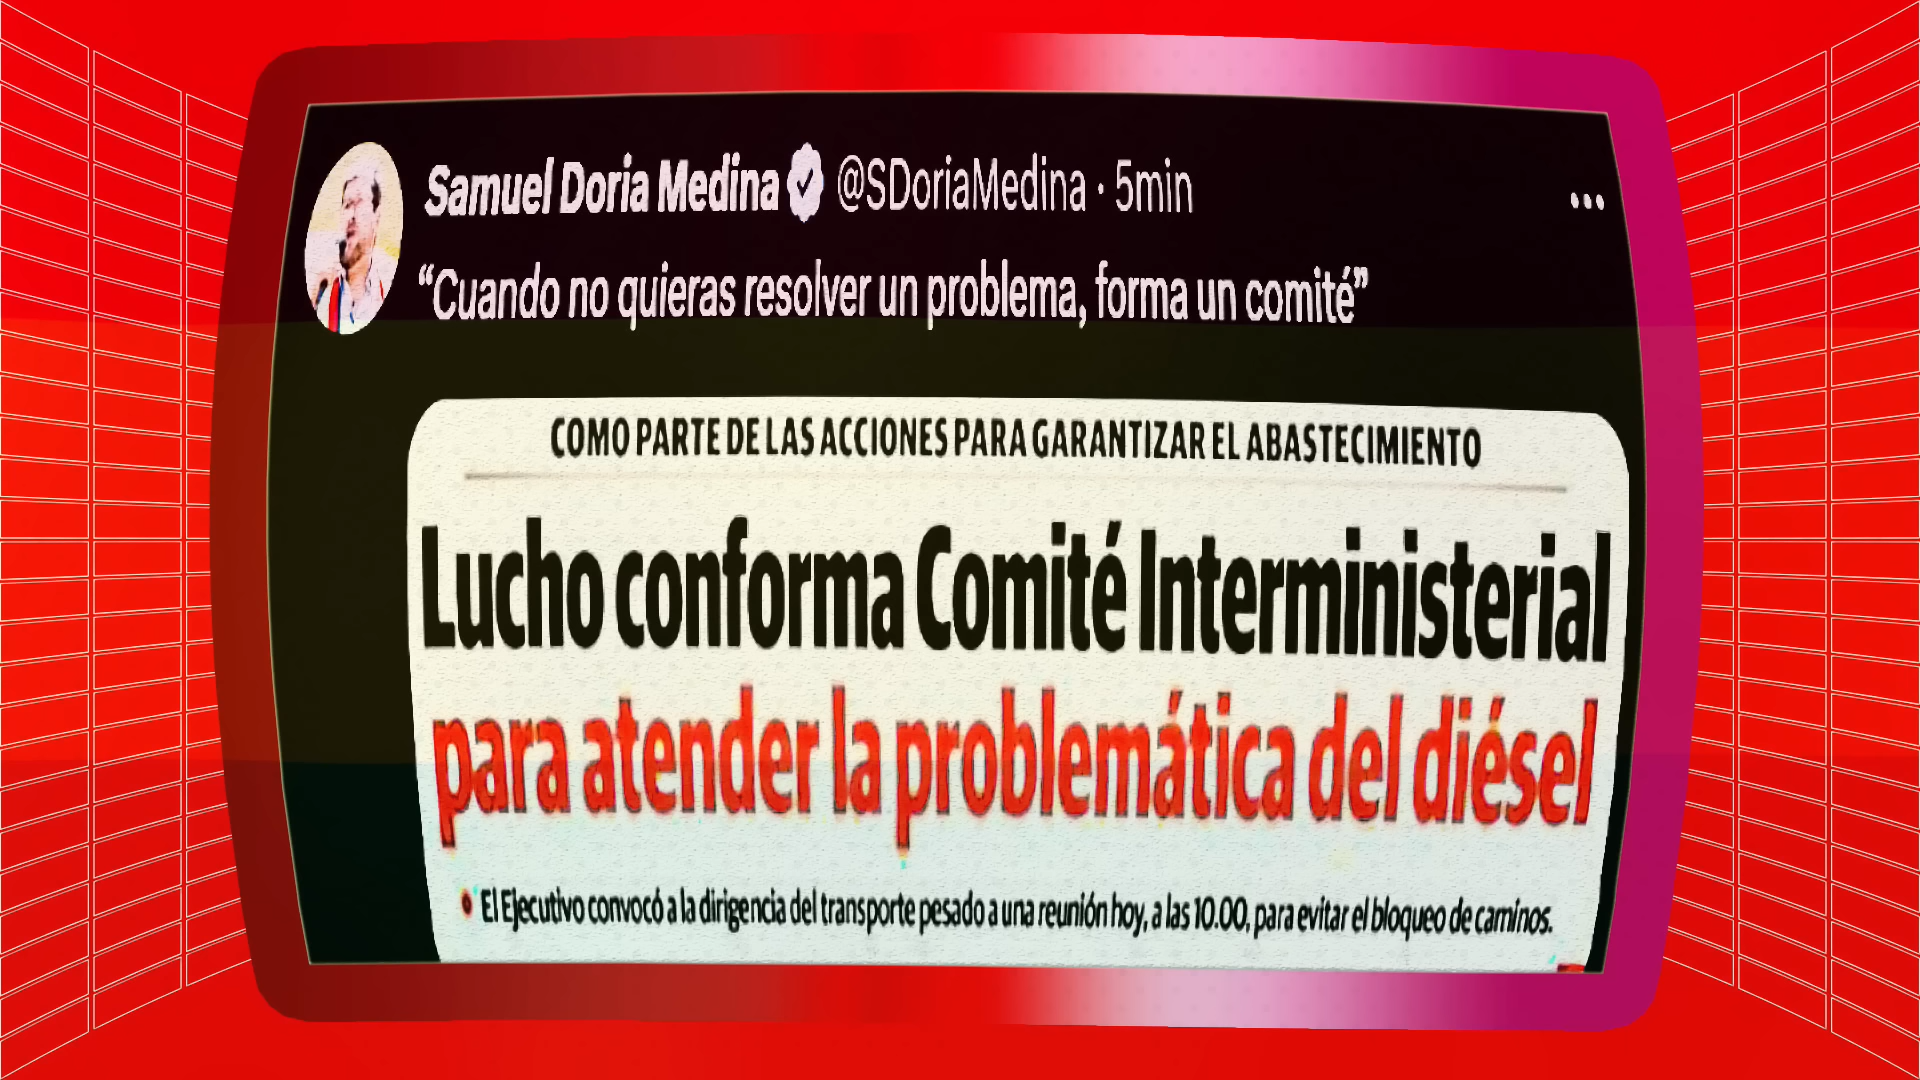 Samuel Doria Medina @SDoriaMedina · 5min
“Cuando no quieras resolver un problema, forma un comité”
COMO PARTE DE LAS ACCIONES PARA GARANTIZAR EL ABASTECIMIENTO
Lucho conforma Comité Interministerial
para atender la problemática del diésel
• El Ejecutivo convocó a la dirigencia del transporte pesado a una reunión hoy, a las 10.00, para evitar el bloqueo de caminos.